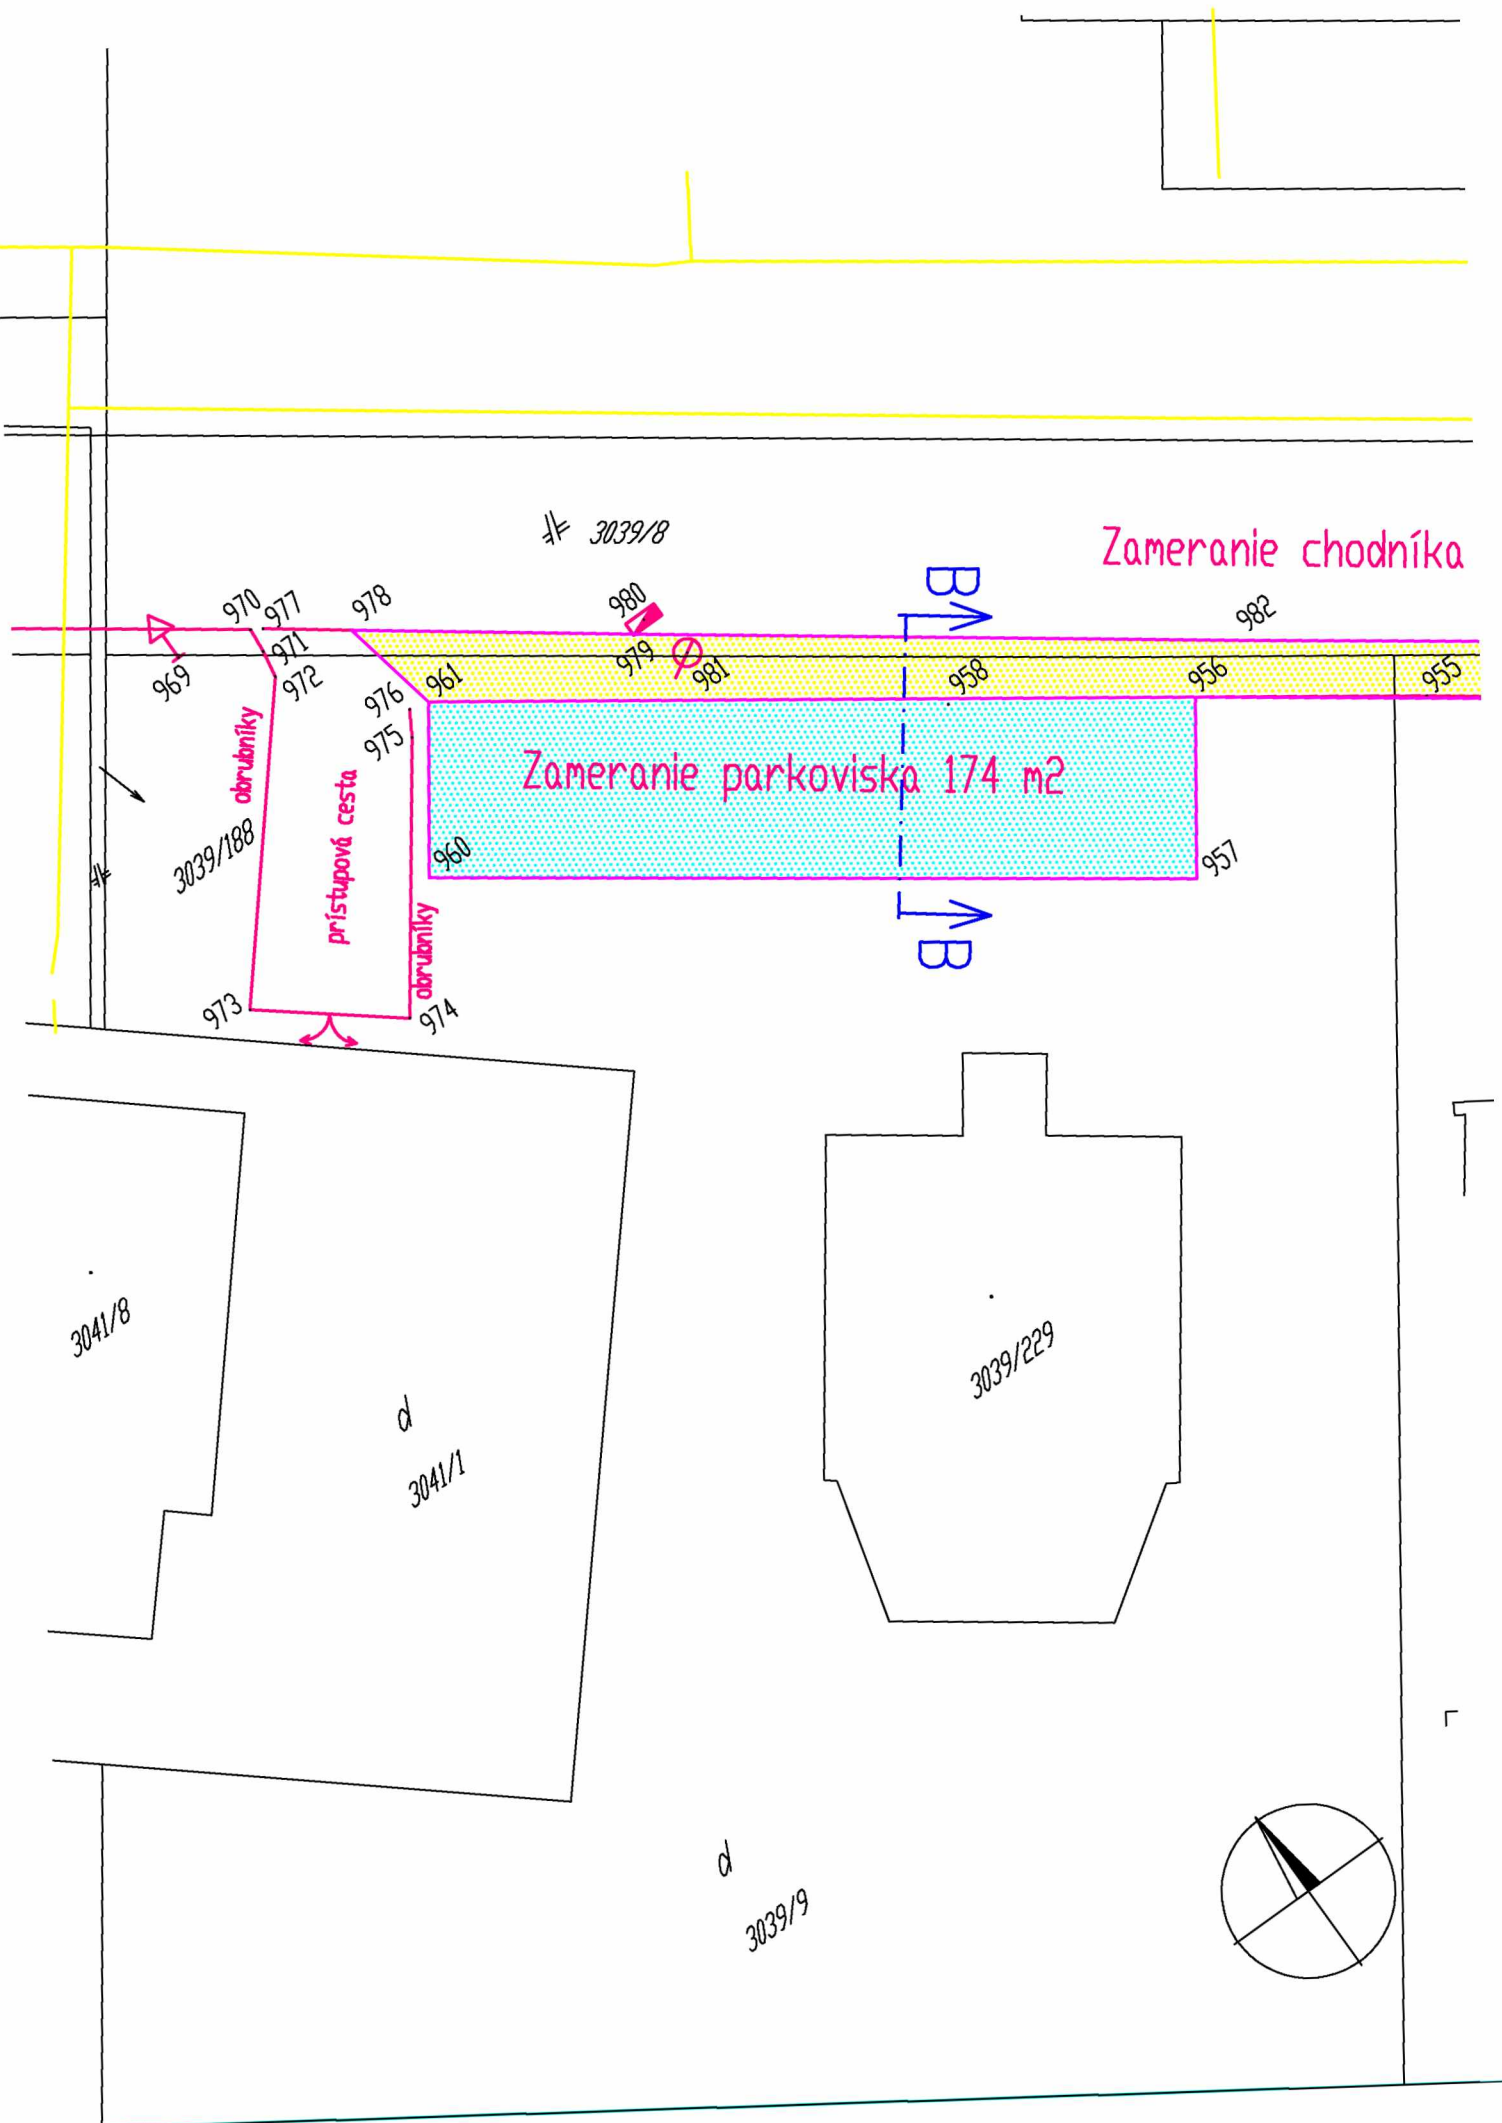 3039/8
Zameranie chodníka
B
970
977
978
980
982
971
979
969
972
976
961
981
958
956
955
975
obrubníky
Zameranie parkoviska 174 m2
prístupová cesta
3039/188
960
957
obrubníky
B
973
974
3041/8
3039/229
d
3041/1
d
3039/9